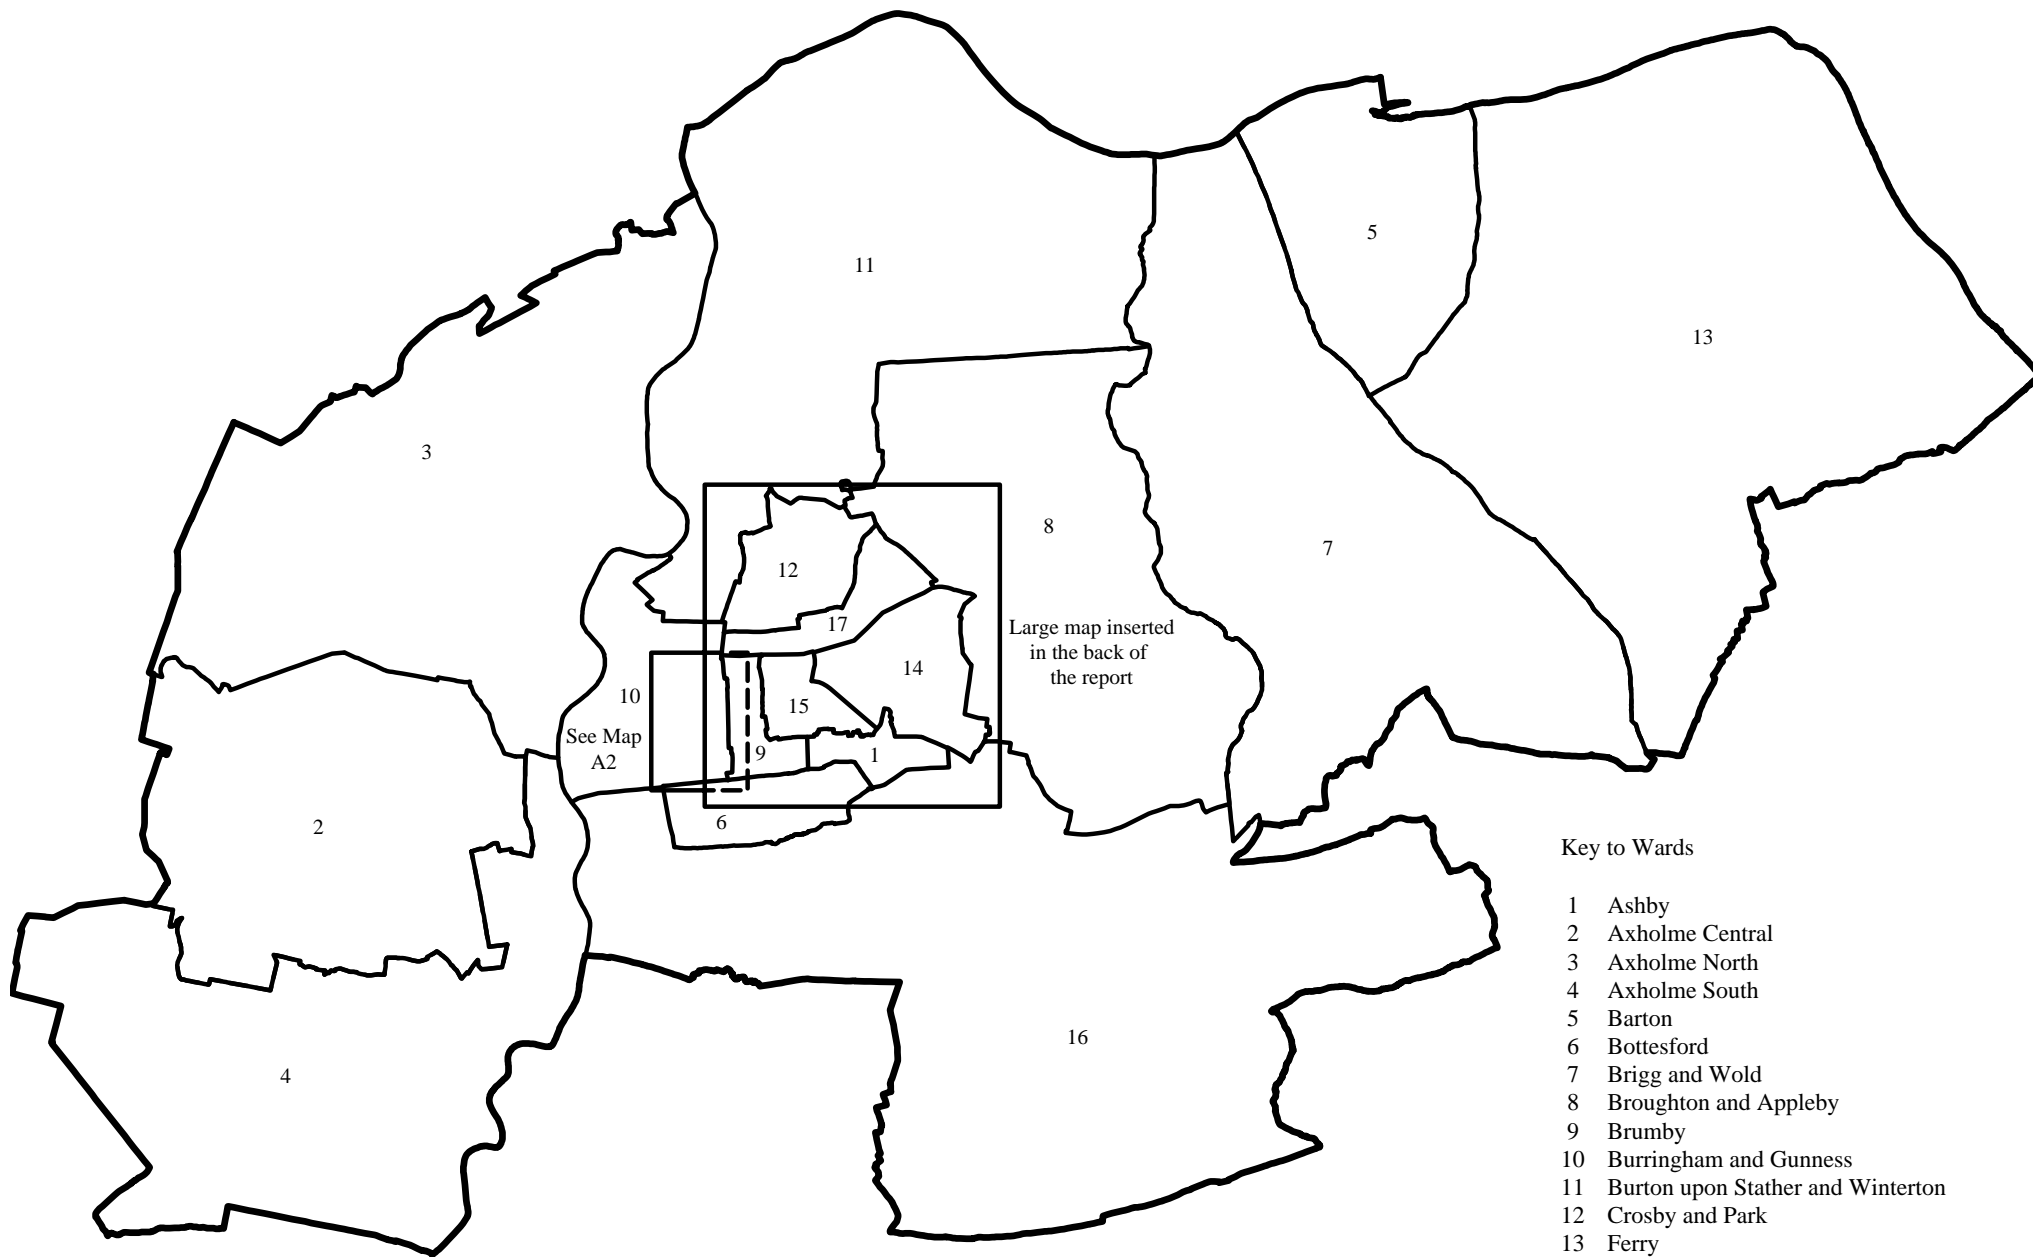 11
5
13
3
8
7
12
17
Large map inserted
in the back of
the report
14
10
15
See Map
A2
9
1
2
6
16
4
Key to Wards
1 Ashby
2 Axholme Central
3 Axholme North
4 Axholme South
5 Barton
6 Bottesford
7 Brigg and Wold
8 Broughton and Appleby
9 Brumby
10 Burringham and Gunness
11 Burton upon Stather and Winterton
12 Crosby and Park
13 Ferry